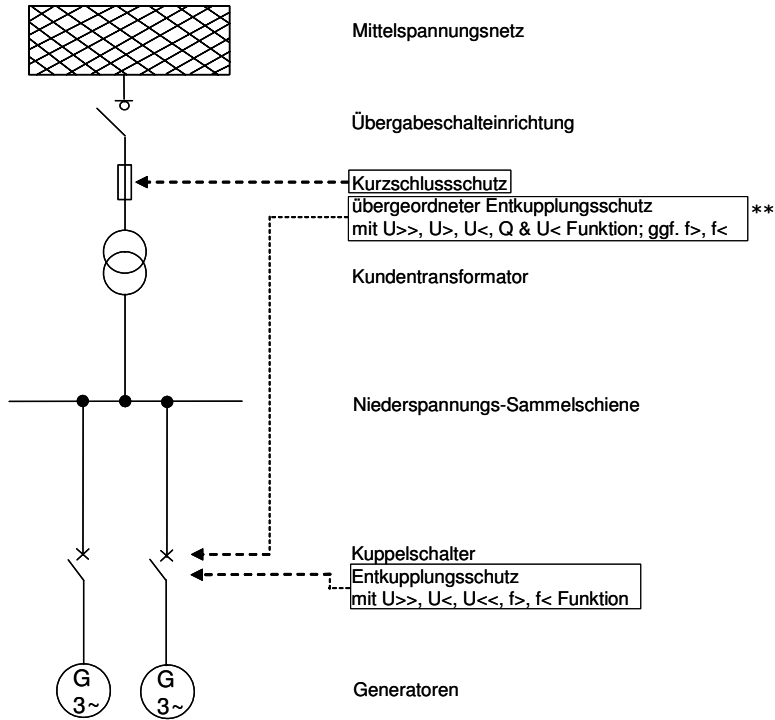 Mittelspannungsnetz
Übergabeschalteinrichtung
Kurzschlussschutz
übergeordneter Entkupplungsschutz **
mit U>>, U>, U<, Q & U< Funktion; ggf. f>, f<
Kundentransformator
Niederspannungs-Sammelschiene
Kuppelschalter
Entkupplungsschutz
mit U>>, U<, U<<, f>, f< Funktion
G
3~
G
3~
Generatoren